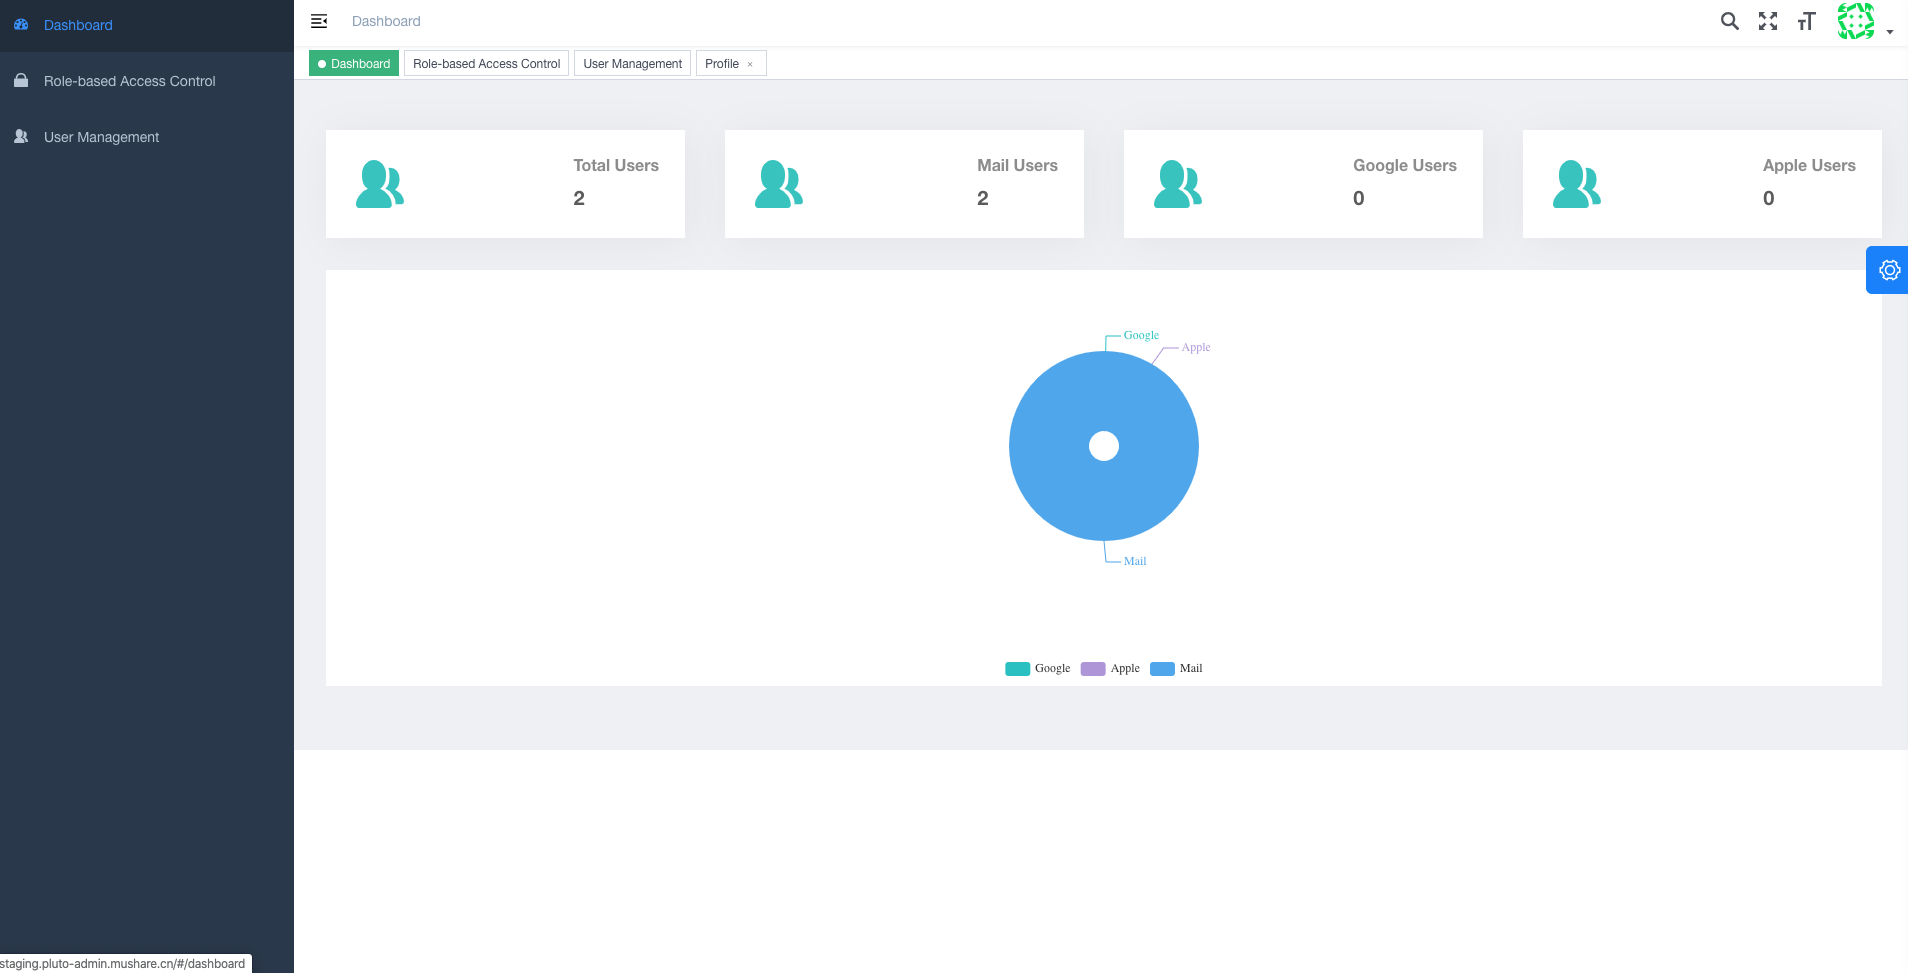 Dashboard
Role-based Access Control
User Management
Dashboard
Dashboard
Role-based Access Control
User Management
Profile ×
Total Users
2
Mail Users
2
Google Users
0
Apple Users
0
Google
Apple
Mail
Google
Apple
Mail
staging.pluto-admin.mushare.cn/#/dashboard